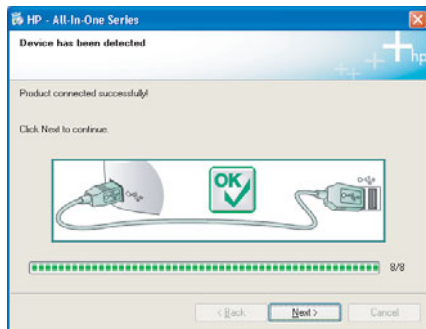 HP - All-In-One Series
Device has been detected
hp
Product connected successfully!
Click Next to continue.
OK
8/8
< Back Next > Cancel